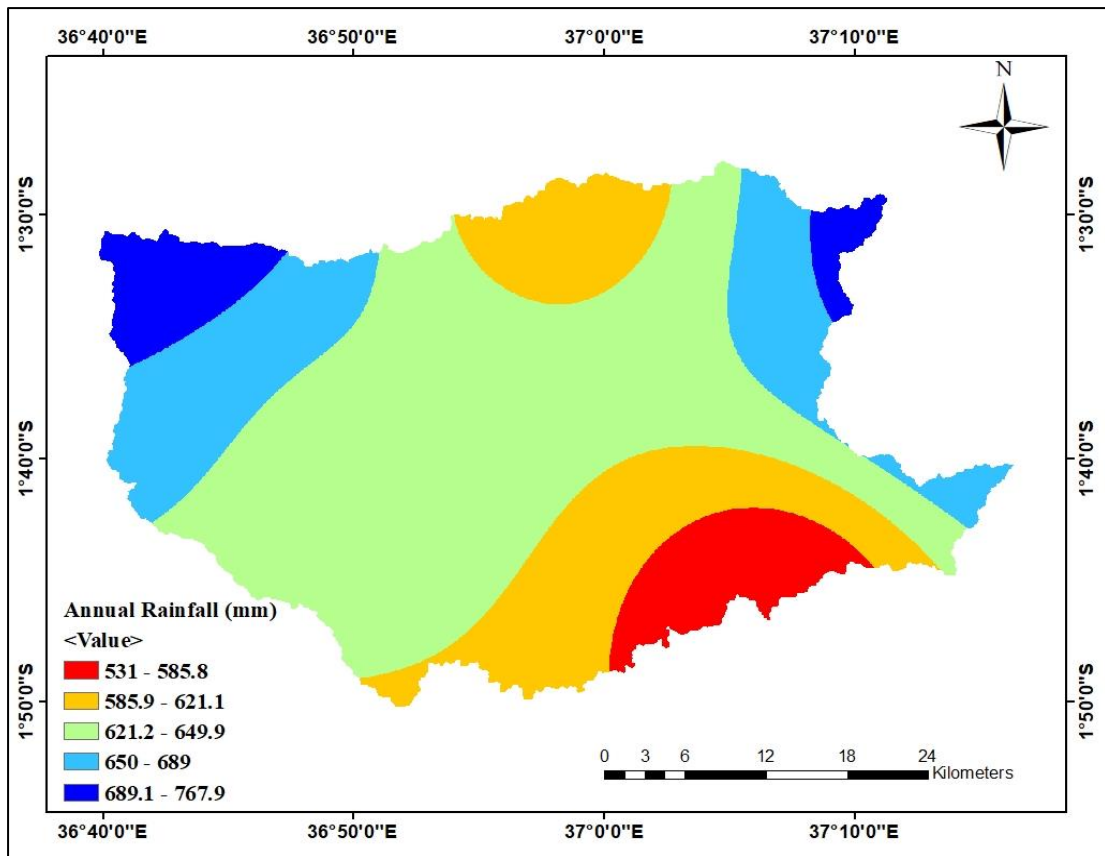 36°40'0"E 36°50'0"E 37°0'0"E 37°10'0"E
N
1°30'0"S 1°30'0"S
1°40'0"S 1°40'0"S
Annual Rainfall (mm)
<Value>
531 - 585.8
585.9 - 621.1
621.2 - 649.9
650 - 689
689.1 - 767.9
1°50'0"S 1°50'0"S
0 3 6 12 18 24
Kilometers
36°40'0"E 36°50'0"E 37°0'0"E 37°10'0"E